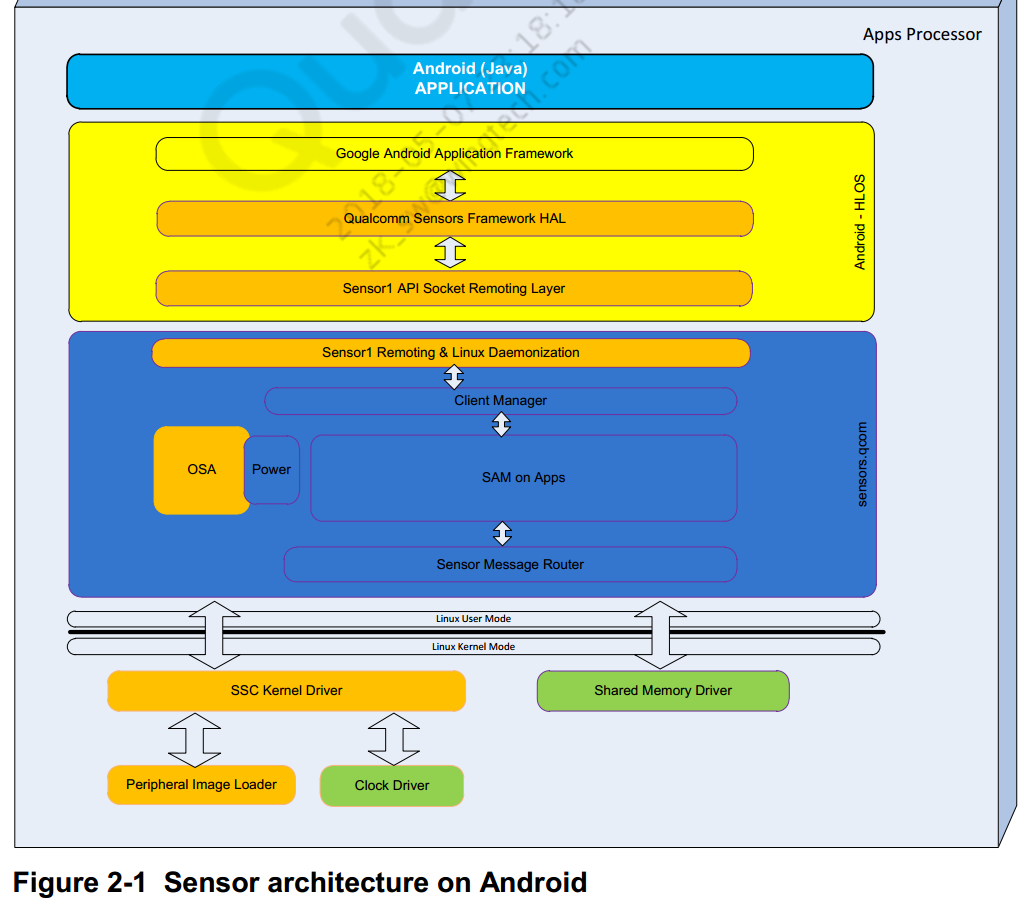 Apps Processor
Android (Java)
APPLICATION
Google Android Application Framework
Qualcomm Sensors Framework HAL
Sensor1 API Socket Remoting Layer
Android - HLOS
Sensor1 Remoting & Linux Daemonization
Client Manager
OSA
Power
SAM on Apps
sensors.qcom
Sensor Message Router
Linux User Mode
Linux Kernel Mode
SSC Kernel Driver
Shared Memory Driver
Peripheral Image Loader
Clock Driver
Figure 2-1 Sensor architecture on Android